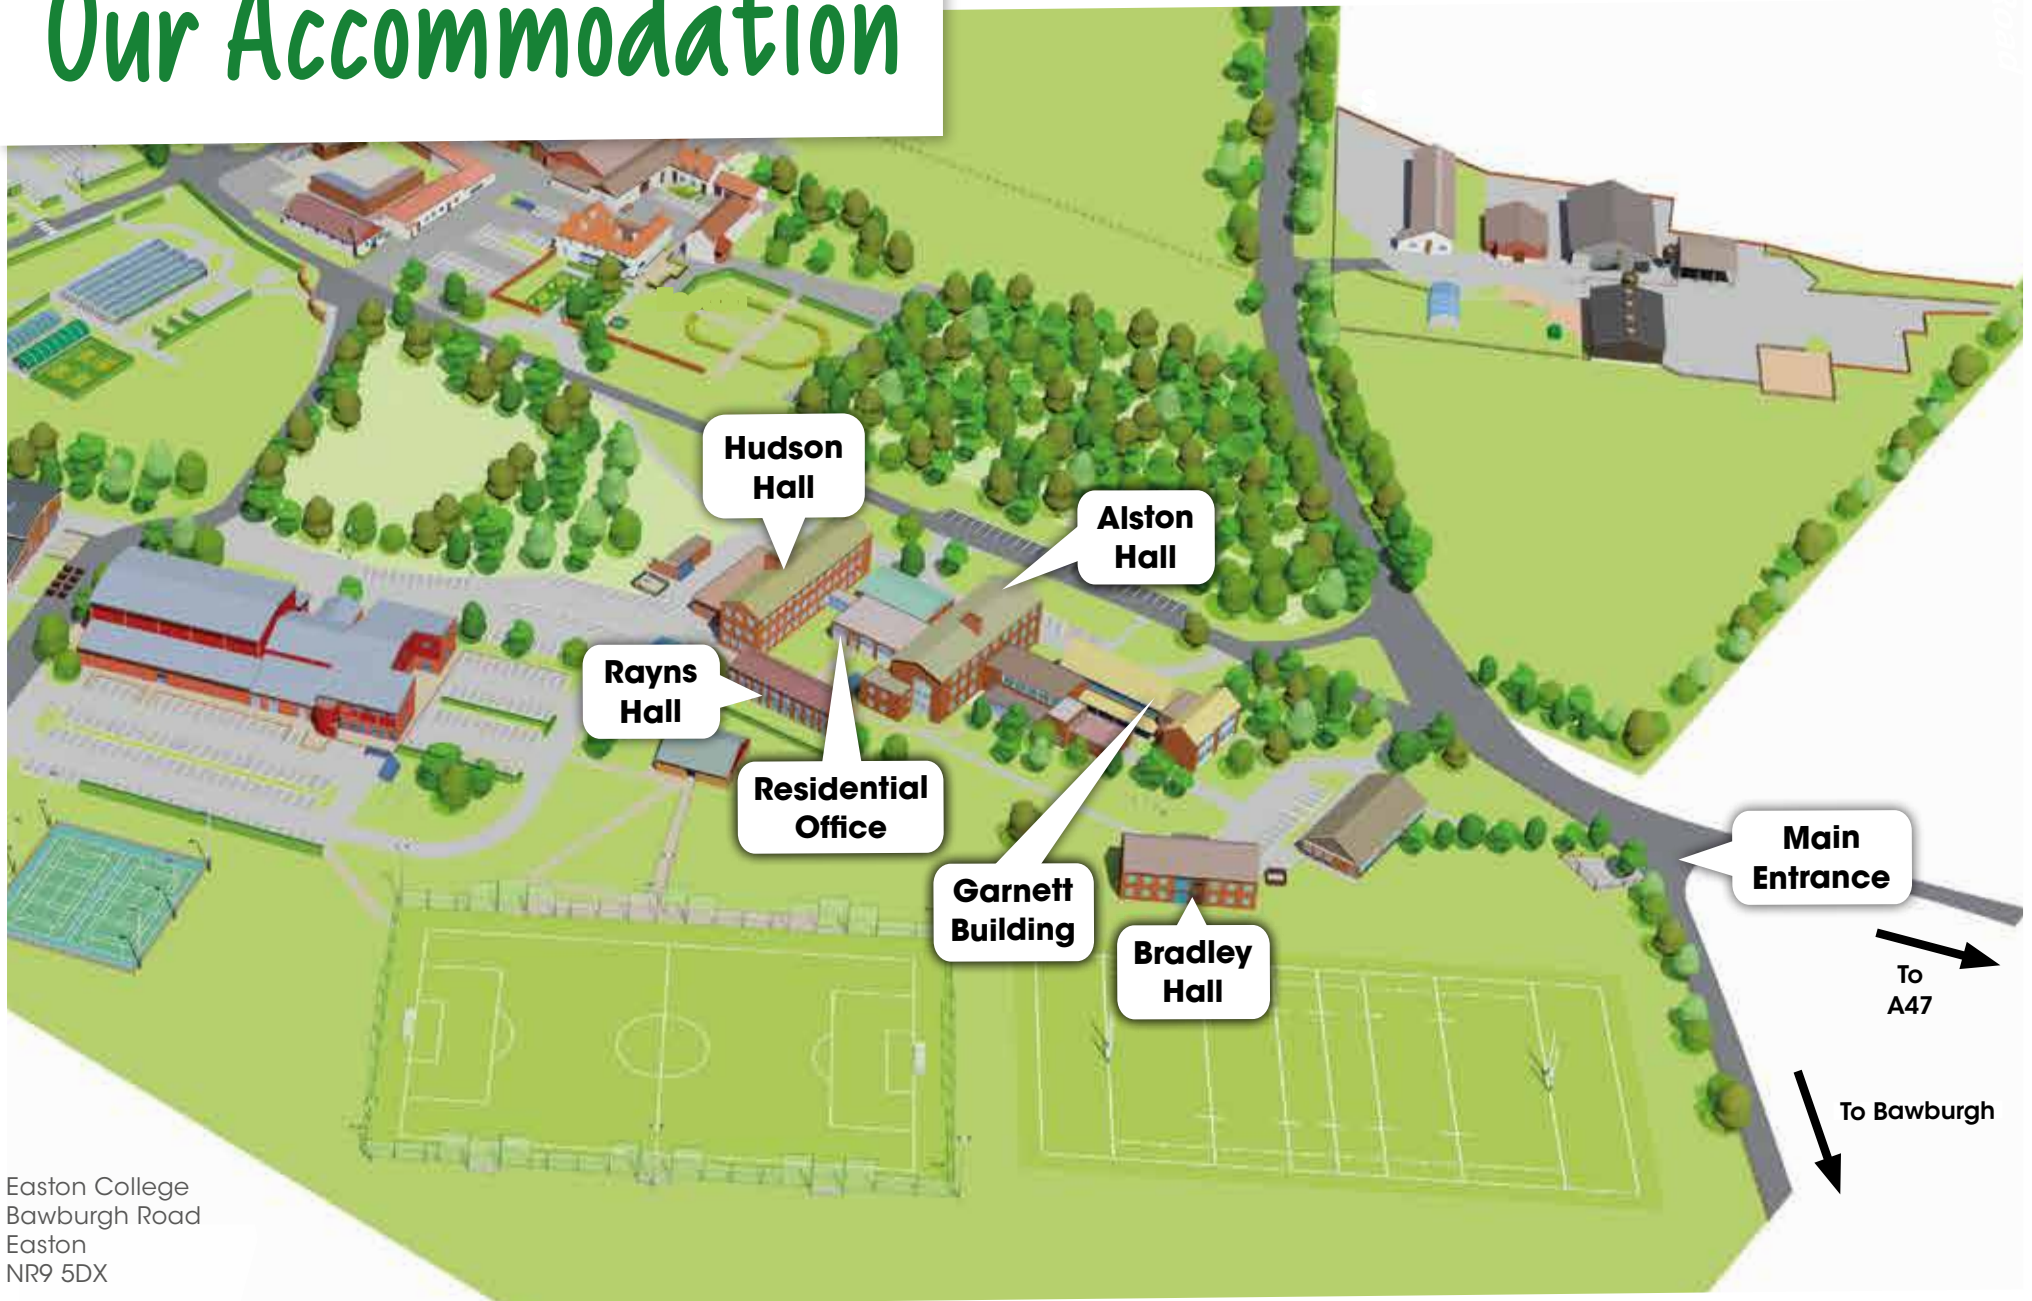 Our Accommodation
Hudson
Hall
Alston
Hall
Rayns
Hall
Residential
Office
Garnett
Building
Bradley
Hall
Main
Entrance
To
A47
To Bawburgh
Easton College
Bawburgh Road
Easton
NR9 5DX